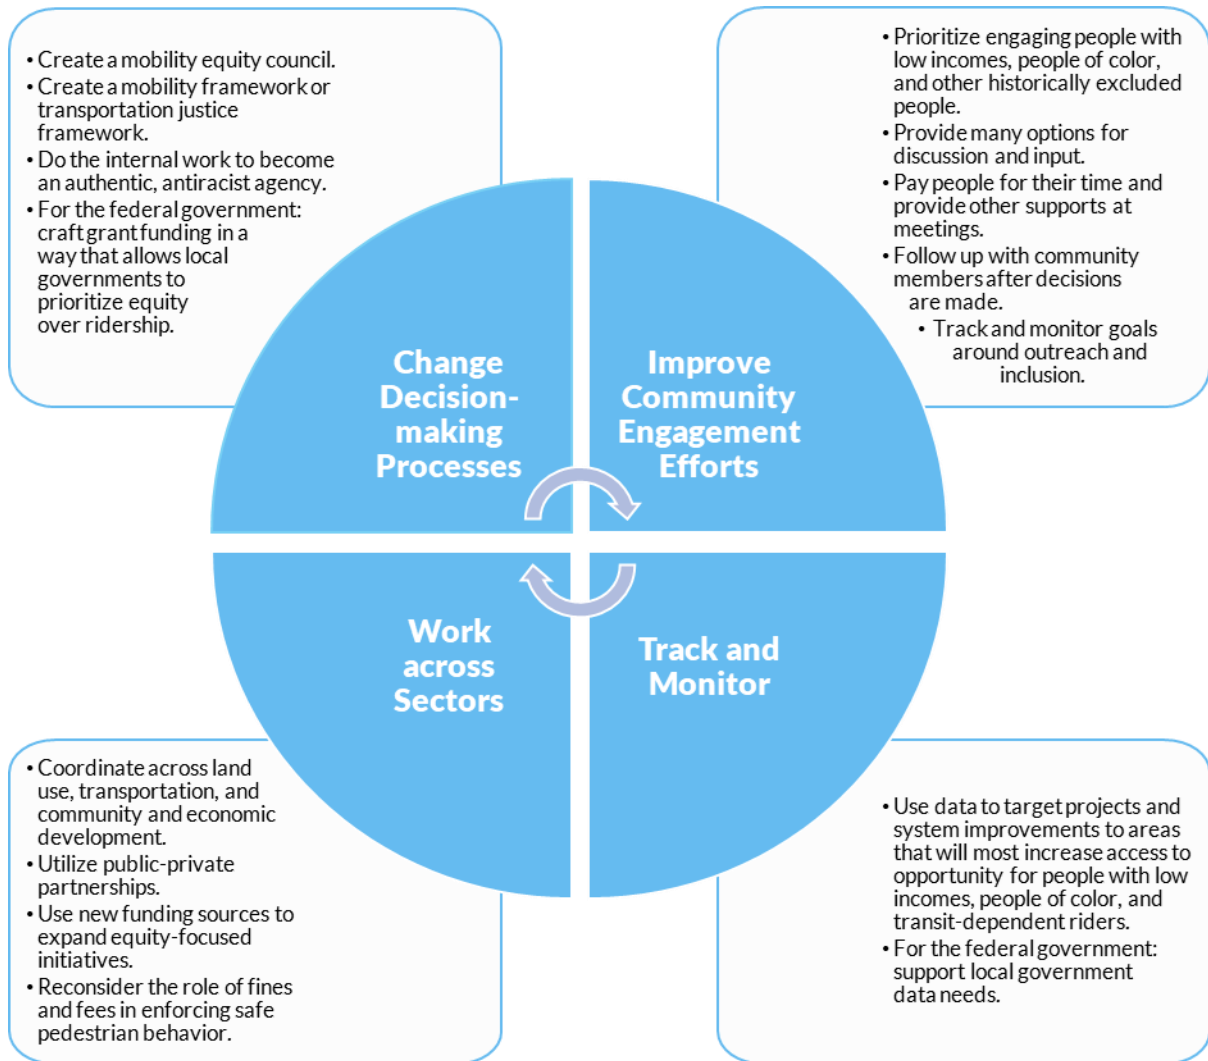 • Create a mobility equity council.
• Create a mobility framework or
transportation justice
framework.
• Do the internal work to become
an authentic, antiracist agency.
• For the federal government:
craft grant funding in a
way that allows local
governments to
prioritize equity
over ridership.
• Prioritize engaging people with
low incomes, people of color,
and other historically excluded
people.
• Provide many options for
discussion and input.
• Pay people for their time and
provide other supports at
meetings.
• Follow up with community
members after decisions
are made.
• Track and monitor goals
around outreach and
inclusion.
Change
Decision-
making
Processes
Improve
Community
Engagement
Efforts
Work
across
Sectors
Track and
Monitor
• Coordinate across land
use, transportation, and
community and economic
development.
• Utilize public-private
partnerships.
• Use new funding sources to
expand equity-focused
initiatives.
• Reconsider the role of fines
and fees in enforcing safe
pedestrian behavior.
• Use data to target projects and
system improvements to areas
that will most increase access to
opportunity for people with low
incomes, people of color, and
transit-dependent riders.
• For the federal government:
support local government
data needs.